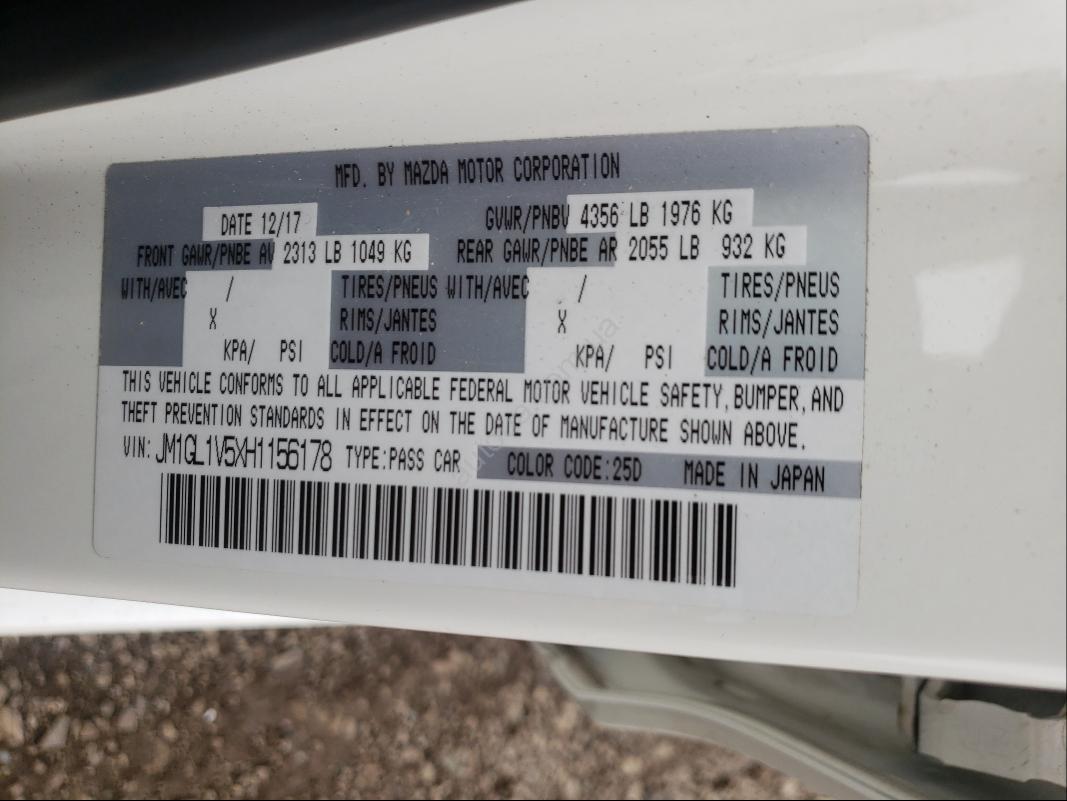 MFD. BY MAZDA MOTOR CORPORATION
DATE 12/17 GVWR/PNBV 4356 LB 1976 KG
FRONT GAWR/PNBE AV 2313 LB 1049 KG REAR GAWR/PNBE AR 2055 LB 932 KG
WITH/AVEC / TIRES/PNEUS WITH/AVEC / TIRES/PNEUS
X RIMS/JANTES X RIMS/JANTES
KPA/ PSI COLD/A FROID KPA/ PSI COLD/A FROID
THIS VEHICLE CONFORMS TO ALL APPLICABLE FEDERAL MOTOR VEHICLE SAFETY, BUMPER, AND
THEFT PREVENTION STANDARDS IN EFFECT ON THE DATE OF MANUFACTURE SHOWN ABOVE.
VIN: JM1GL1V5XH1156178 TYPE:PASS CAR COLOR CODE:25D MADE IN JAPAN